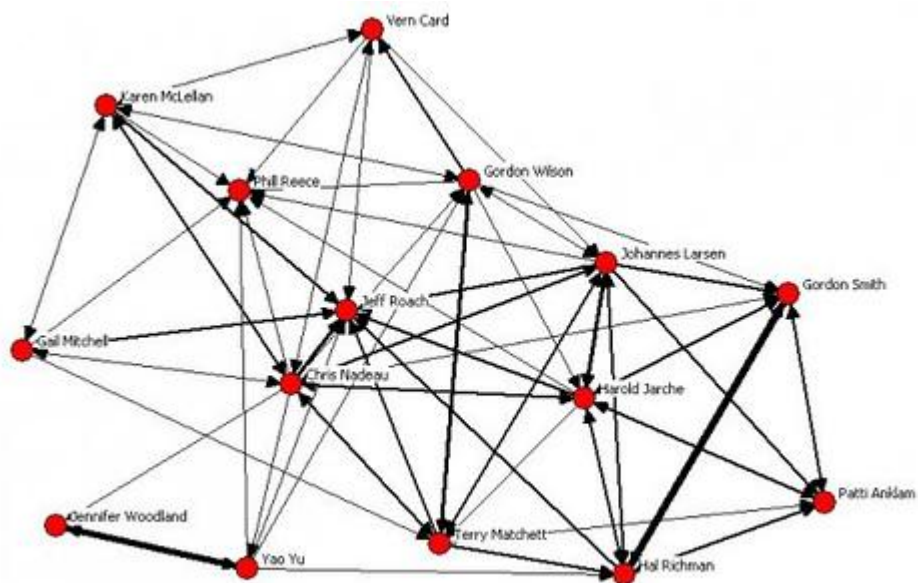 Vern Card
Karen McLellan
Gordon Wilson
Phill Reece
Johannes Larsen
Gordon Smith
Jeff Roach
Gail Mitchell
Chris Nadeau
Harold Jarche
Patti Anklam
Jennifer Woodland
Terry Matchett
Yao Yu
Hal Richman